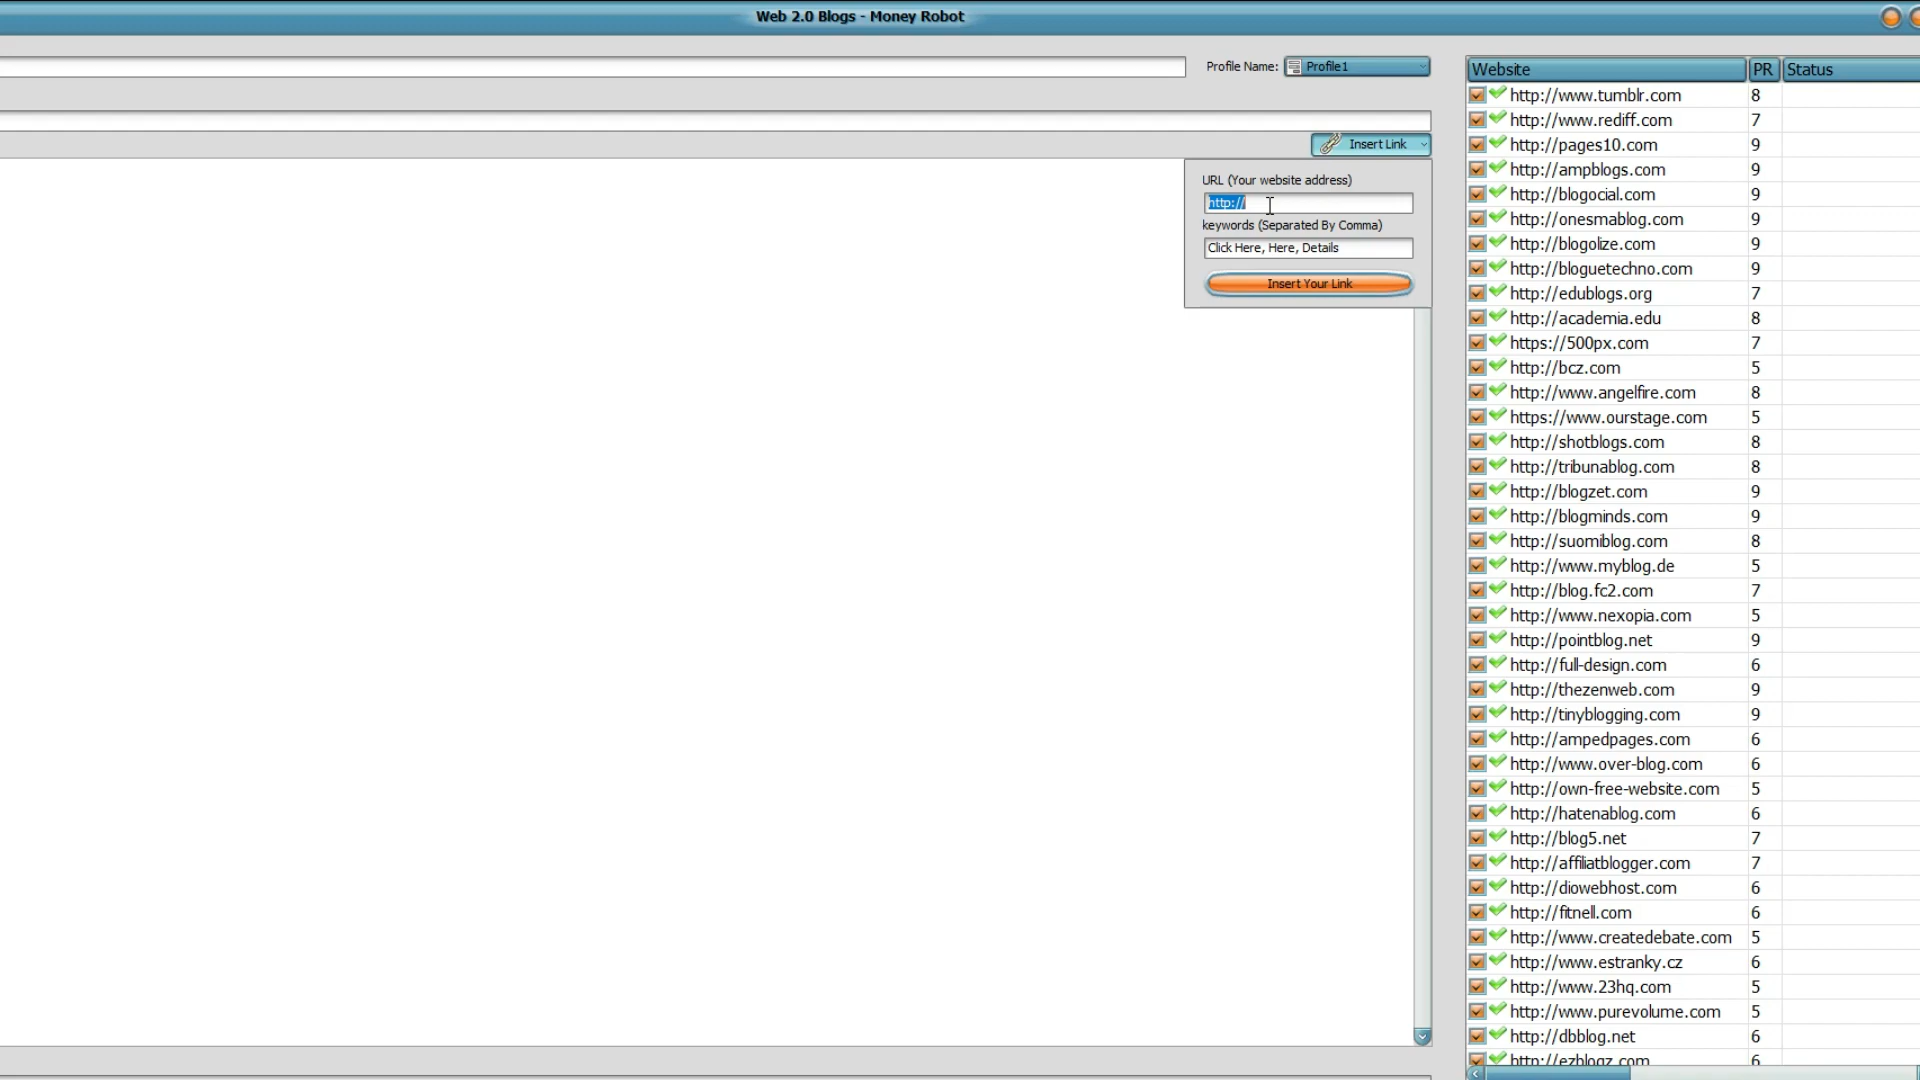 Web 2.0 Blogs - Money Robot
Profile Name: Profile1
Insert Link
URL (Your website address)
http://
keywords (Separated By Comma)
Click Here, Here, Details
Insert Your Link
Website PR Status
http://www.tumblr.com 8
http://www.rediff.com 7
http://pages10.com 9
http://ampblogs.com 9
http://blogocial.com 9
http://onesmablog.com 9
http://blogolize.com 9
http://bloguetechno.com 9
http://edublogs.org 7
http://academia.edu 8
https://500px.com 7
http://bcz.com 5
http://www.angelfire.com 8
https://www.ourstage.com 5
http://shotblogs.com 8
http://tribunablog.com 8
http://blogzet.com 9
http://blogminds.com 9
http://suomiblog.com 8
http://www.myblog.de 5
http://blog.fc2.com 7
http://www.nexopia.com 5
http://pointblog.net 9
http://full-design.com 6
http://thezenweb.com 9
http://tinyblogging.com 9
http://ampedpages.com 6
http://www.over-blog.com 6
http://own-free-website.com 5
http://hatenablog.com 6
http://blog5.net 7
http://affiliatblogger.com 7
http://diowebhost.com 6
http://fitnell.com 6
http://www.createdebate.com 5
http://www.estranky.cz 6
http://www.23hq.com 5
http://www.purevolume.com 5
http://dbblog.net 6
http://ezblogz.com 6